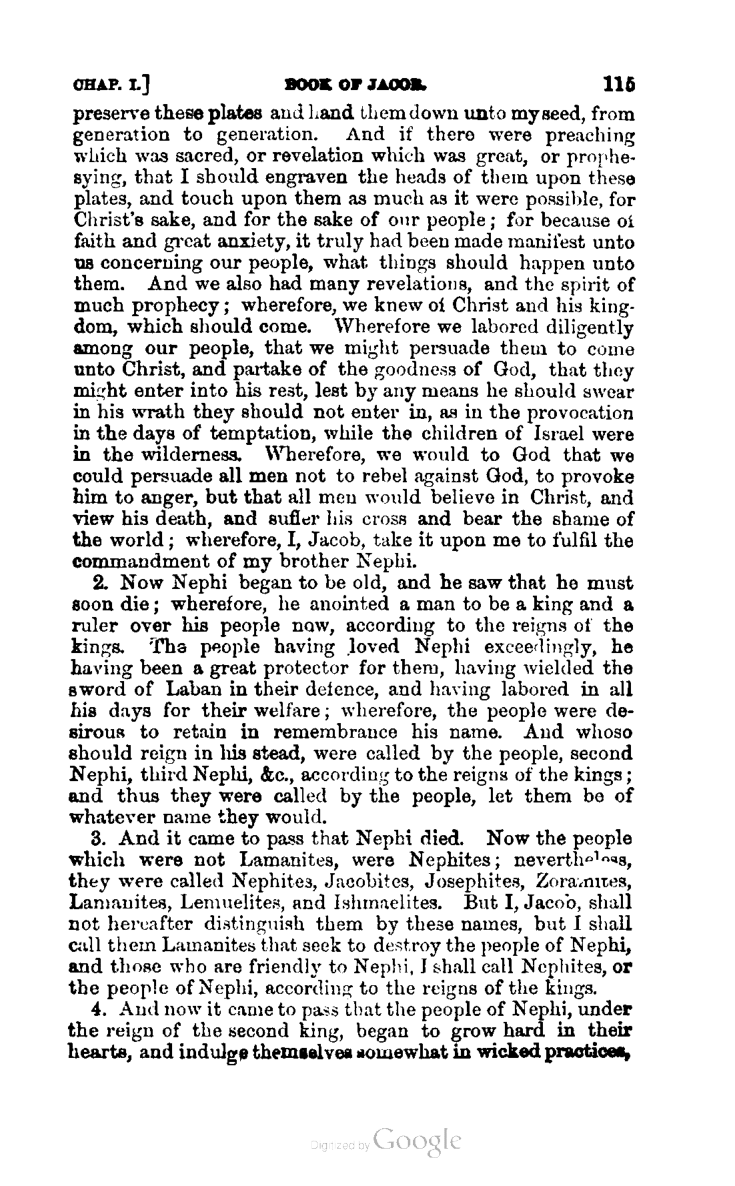 CHAP. I.] BOOK OF JACOB. 115
preserve these plates and hand them down unto my seed, from
generation to generation. And if there were preaching
which was sacred, or revelation which was great, or prophe-
sying, that I should engraven the heads of them upon these
plates, and touch upon them as much as it were possible, for
Christ's sake, and for the sake of our people; for because of
faith and great anxiety, it truly had been made manifest unto
us concerning our people, what things should happen unto
them. And we also had many revelations, and the spirit of
much prophecy; wherefore, we knew of Christ and his king-
dom, which should come. Wherefore we labored diligently
among our people, that we might persuade them to come
unto Christ, and partake of the goodness of God, that they
might enter into his rest, lest by any means he should swear
in his wrath they should not enter in, as in the provocation
in the days of temptation, while the children of Israel were
in the wilderness. Wherefore, we would to God that we
could persuade all men not to rebel against God, to provoke
him to anger, but that all men would believe in Christ, and
view his death, and suffer his cross and bear the shame of
the world; wherefore, I, Jacob, take it upon me to fulfil the
commandment of my brother Nephi.
2. Now Nephi began to be old, and he saw that he must
soon die; wherefore, he anointed a man to be a king and a
ruler over his people now, according to the reigns of the
kings. The people having loved Nephi exceedingly, he
having been a great protector for them, having wielded the
sword of Laban in their defence, and having labored in all
his days for their welfare; wherefore, the people were de-
sirous to retain in remembrance his name. And whoso
should reign in his stead, were called by the people, second
Nephi, third Nephi, &c., according to the reigns of the kings;
and thus they were called by the people, let them be of
whatever name they would.
3. And it came to pass that Nephi died. Now the people
which were not Lamanites, were Nephites; nevertheless,
they were called Nephites, Jacobites, Josephites, Zoramites,
Lamanites, Lemuelites, and Ishmaelites. But I, Jacob, shall
not hereafter distinguish them by these names, but I shall
call them Lamanites that seek to destroy the people of Nephi,
and those who are friendly to Nephi, I shall call Nephites, or
the people of Nephi, according to the reigns of the kings.
4. And now it came to pass that the people of Nephi, under
the reign of the second king, began to grow hard in their
hearts, and indulge themselves somewhat in wicked practices,
Digitized by Google